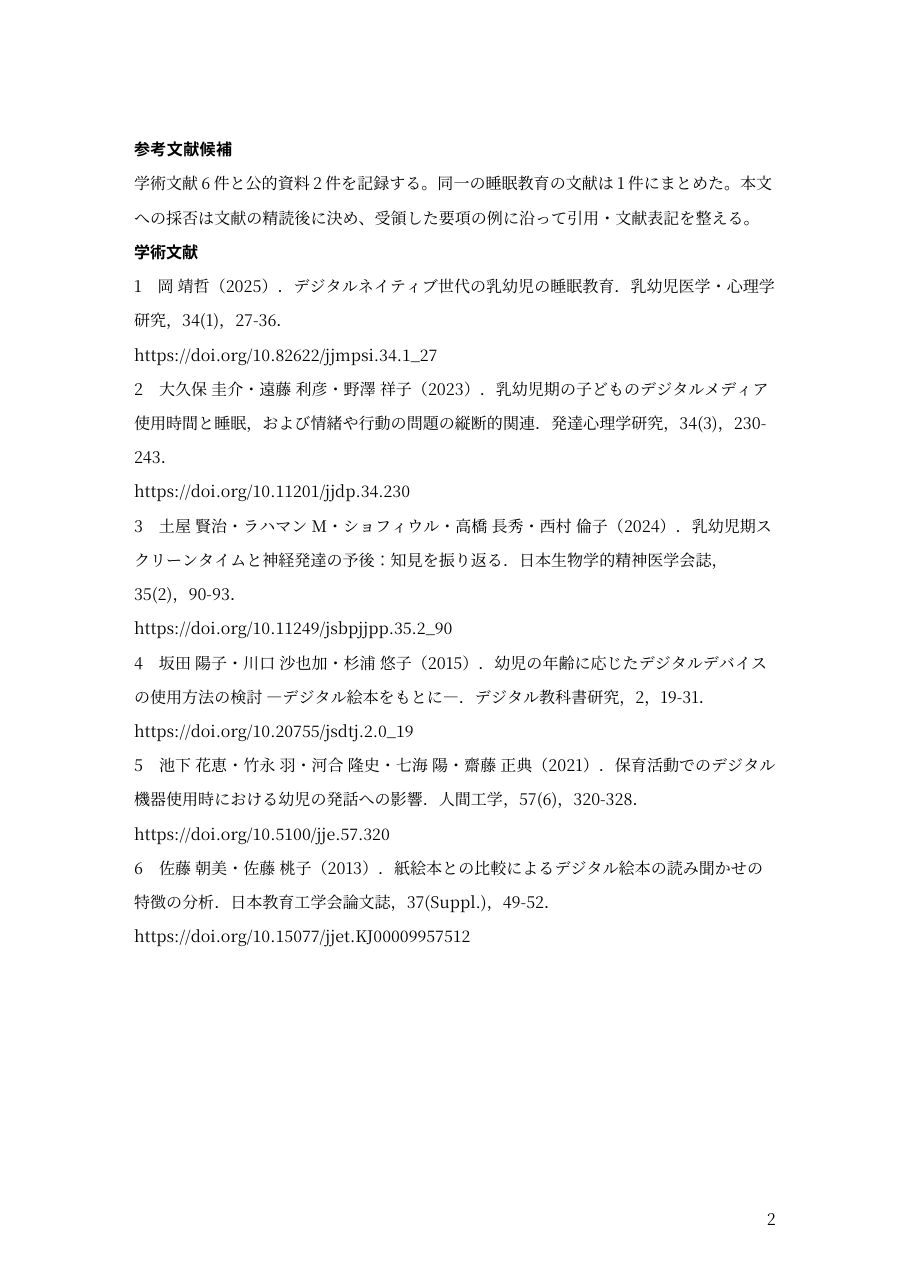 参考文献候補
学術文献 6 件と公的資料 2 件を記録する。同一の睡眠教育の文献は 1 件にまとめた。本文
への採否は文献の精読後に決め、受領した要項の例に沿って引用・文献表記を整える。
学術文献
1　岡 靖哲（2025）．デジタルネイティブ世代の乳幼児の睡眠教育．乳幼児医学・心理学
研究，34(1)，27-36.
https://doi.org/10.82622/jjmpsi.34.1_27
2　大久保 圭介・遠藤 利彦・野澤 祥子（2023）．乳幼児期の子どものデジタルメディア
使用時間と睡眠，および情緒や行動の問題の縦断的関連．発達心理学研究，34(3)，230-
243.
https://doi.org/10.11201/jjdp.34.230
3　土屋 賢治・ラハマン M・ショフィウル・高橋 長秀・西村 倫子（2024）．乳幼児期ス
クリーンタイムと神経発達の予後：知見を振り返る．日本生物学的精神医学会誌，
35(2)，90-93.
https://doi.org/10.11249/jsbpjjpp.35.2_90
4　坂田 陽子・川口 沙也加・杉浦 悠子（2015）．幼児の年齢に応じたデジタルデバイス
の使用方法の検討 ―デジタル絵本をもとに―．デジタル教科書研究，2，19-31.
https://doi.org/10.20755/jsdtj.2.0_19
5　池下 花恵・竹永 羽・河合 隆史・七海 陽・齋藤 正典（2021）．保育活動でのデジタル
機器使用時における幼児の発話への影響．人間工学，57(6)，320-328.
https://doi.org/10.5100/jje.57.320
6　佐藤 朝美・佐藤 桃子（2013）．紙絵本との比較によるデジタル絵本の読み聞かせの
特徴の分析．日本教育工学会論文誌，37(Suppl.)，49-52.
https://doi.org/10.15077/jjet.KJ00009957512
2